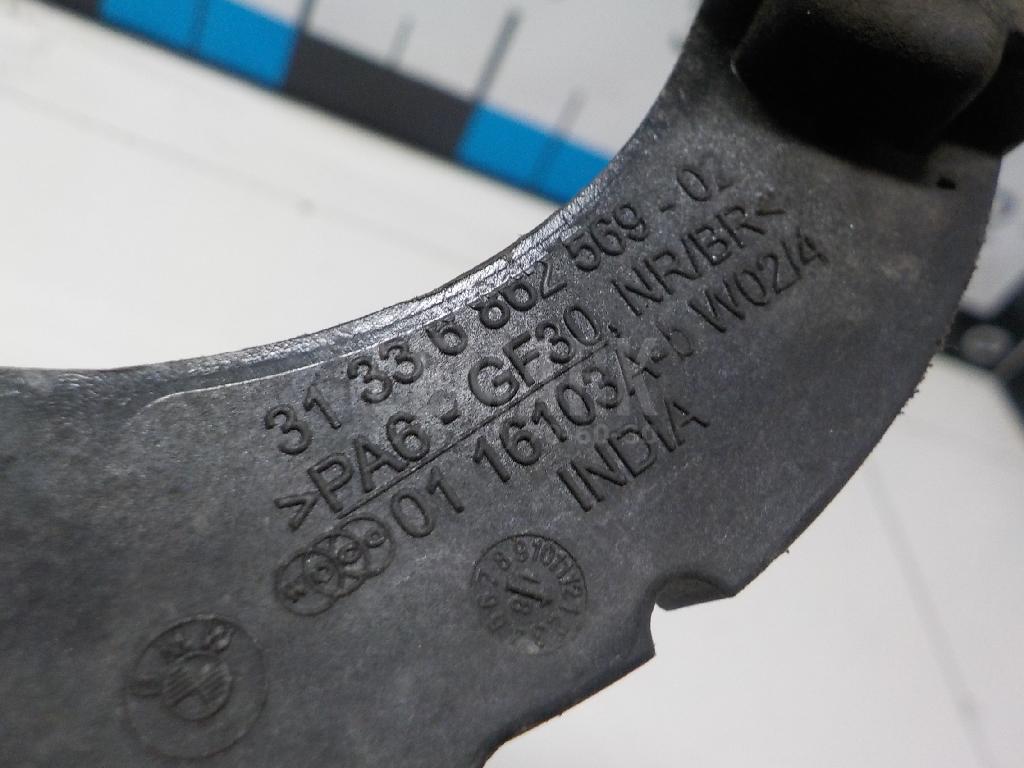 31 33 6 862 569 - 02
>PA6 - GF30, NR/BR<
01 16103/A-b W02/4
INDIA